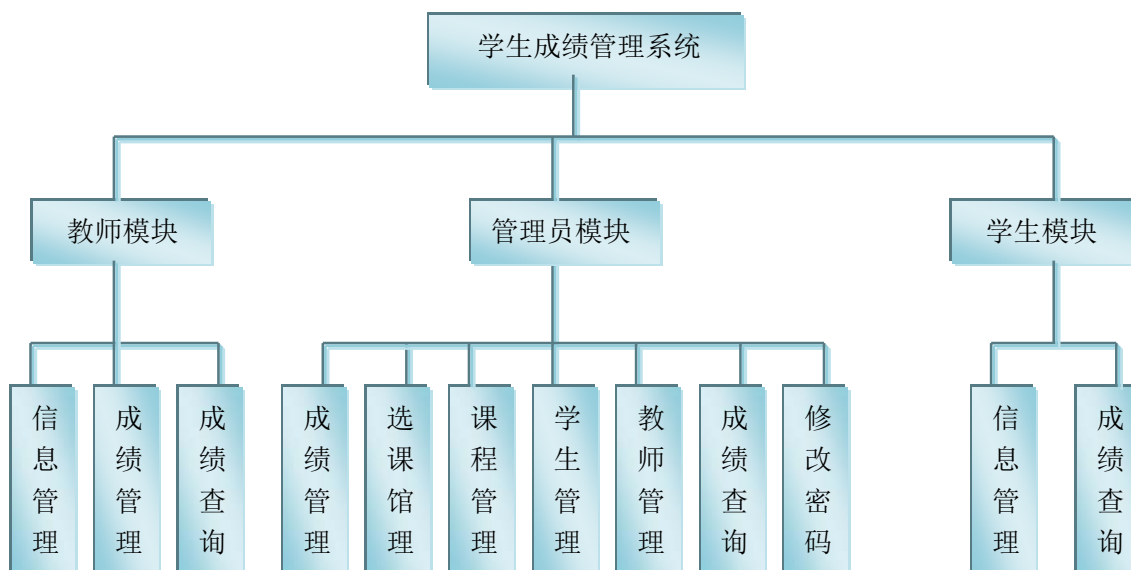 学生成绩管理系统
教师模块
管理员模块
学生模块
信息管理
成绩管理
成绩查询
成绩管理
选课馆理
课程管理
学生管理
教师管理
成绩查询
修改密码
信息管理
成绩查询